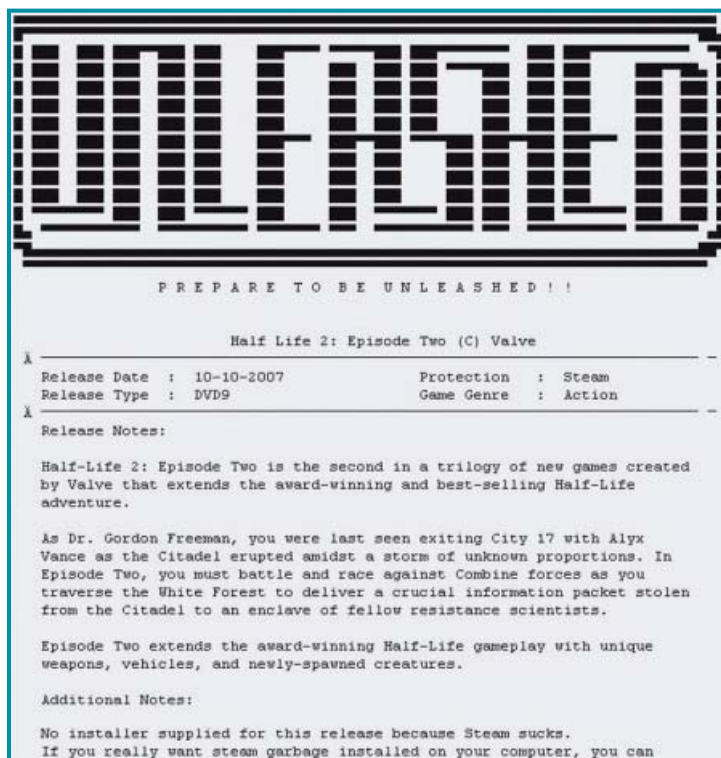 UNLEASHED
PREPARE TO BE UNLEASHED!!
Half Life 2: Episode Two (C) Valve
Ä
Release Date : 10-10-2007 Protection : Steam
Release Type : DVD9 Game Genre : Action
Ä
Release Notes:
Half-Life 2: Episode Two is the second in a trilogy of new games created
by Valve that extends the award-winning and best-selling Half-Life
adventure.
As Dr. Gordon Freeman, you were last seen exiting City 17 with Alyx
Vance as the Citadel erupted amidst a storm of unknown proportions. In
Episode Two, you must battle and race against Combine forces as you
traverse the White Forest to deliver a crucial information packet stolen
from the Citadel to an enclave of fellow resistance scientists.
Episode Two extends the award-winning Half-Life gameplay with unique
weapons, vehicles, and newly-spawned creatures.
Additional Notes:
No installer supplied for this release because Steam sucks.
If you really want steam garbage installed on your computer, you can